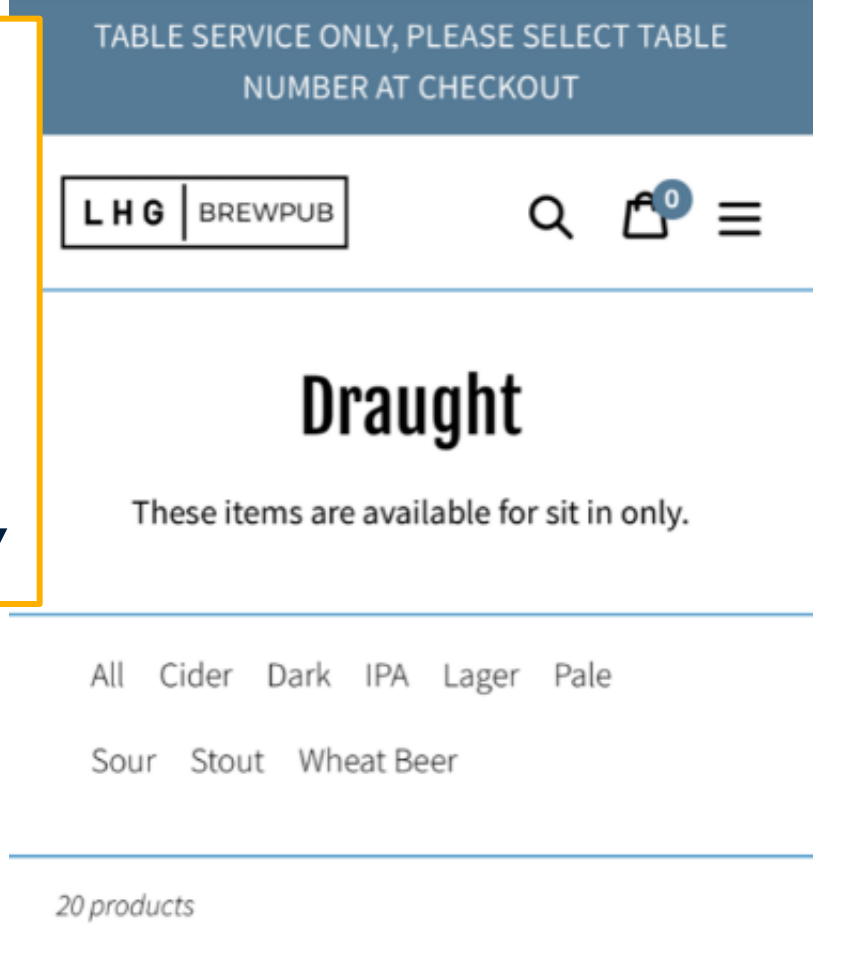 TABLE SERVICE ONLY, PLEASE SELECT TABLE
NUMBER AT CHECKOUT
LHG BREWPUB
0
Draught
These items are available for sit in only.
All Cider Dark IPA Lager Pale
Sour Stout Wheat Beer
20 products